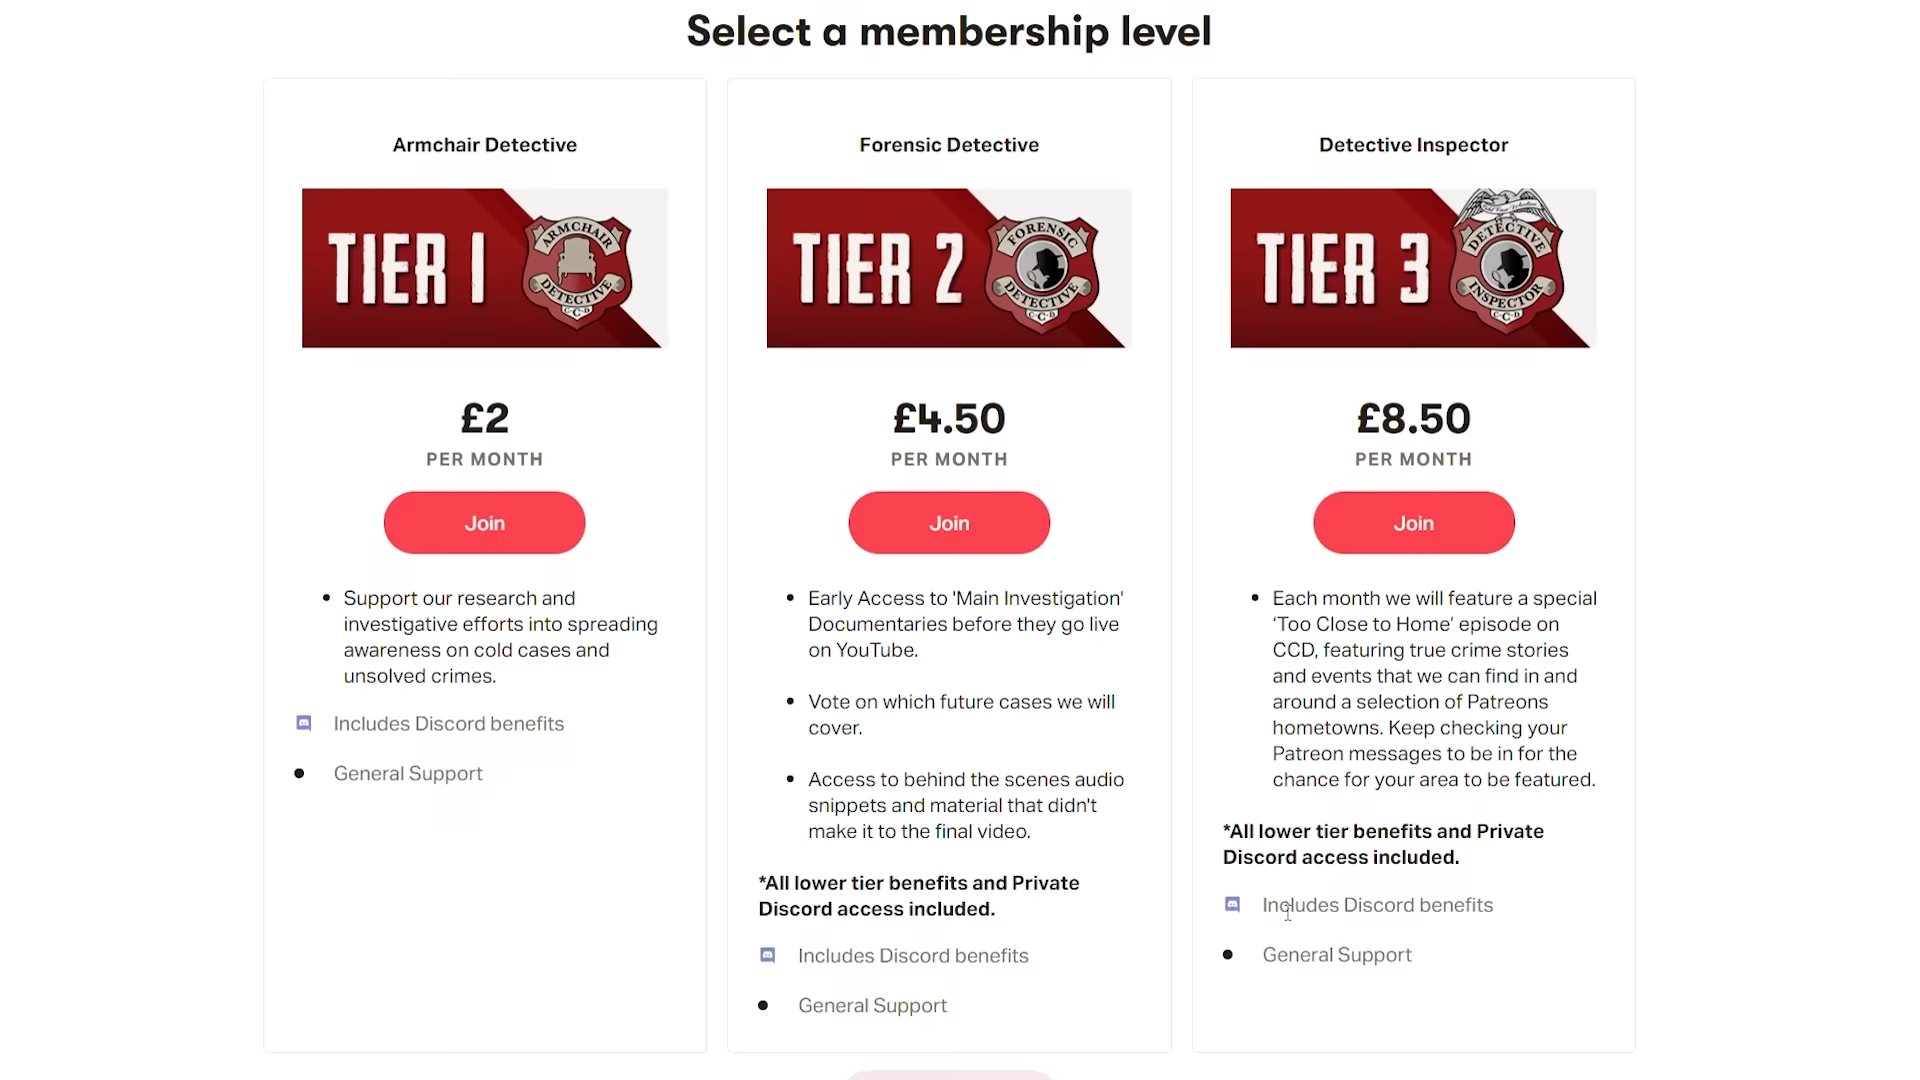 Select a membership level
Armchair Detective
TIER 1
ARMCHAIR
DETECTIVE
C-C-D
£2
PER MONTH
Join
• Support our research and
investigative efforts into spreading
awareness on cold cases and
unsolved crimes.
Includes Discord benefits
• General Support
Forensic Detective
TIER 2
FORENSIC
DETECTIVE
C-C-D
£4.50
PER MONTH
Join
• Early Access to 'Main Investigation'
Documentaries before they go live
on YouTube.
• Vote on which future cases we will
cover.
• Access to behind the scenes audio
snippets and material that didn't
make it to the final video.
*All lower tier benefits and Private
Discord access included.
Includes Discord benefits
• General Support
Detective Inspector
TIER 3
DETECTIVE
INSPECTOR
C-C-D
£8.50
PER MONTH
Join
• Each month we will feature a special
‘Too Close to Home’ episode on
CCD, featuring true crime stories
and events that we can find in and
around a selection of Patreons
hometowns. Keep checking your
Patreon messages to be in for the
chance for your area to be featured.
*All lower tier benefits and Private
Discord access included.
Includes Discord benefits
• General Support